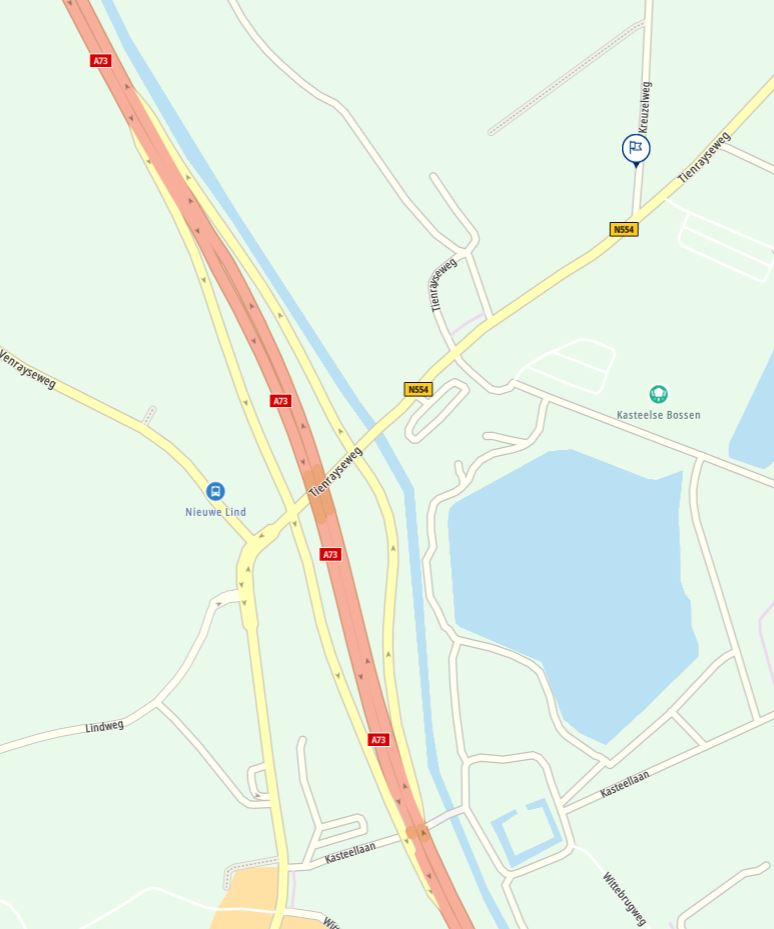 A73
Kreuzelweg
Tienrayseweg
N554
Tienrayseweg
Venrayseweg
N554
A73
Kasteelse Bossen
Tienrayseweg
Nieuwe Lind
A73
Lindweg
A73
Kasteellaan
Kasteellaan
Wittebrugweg